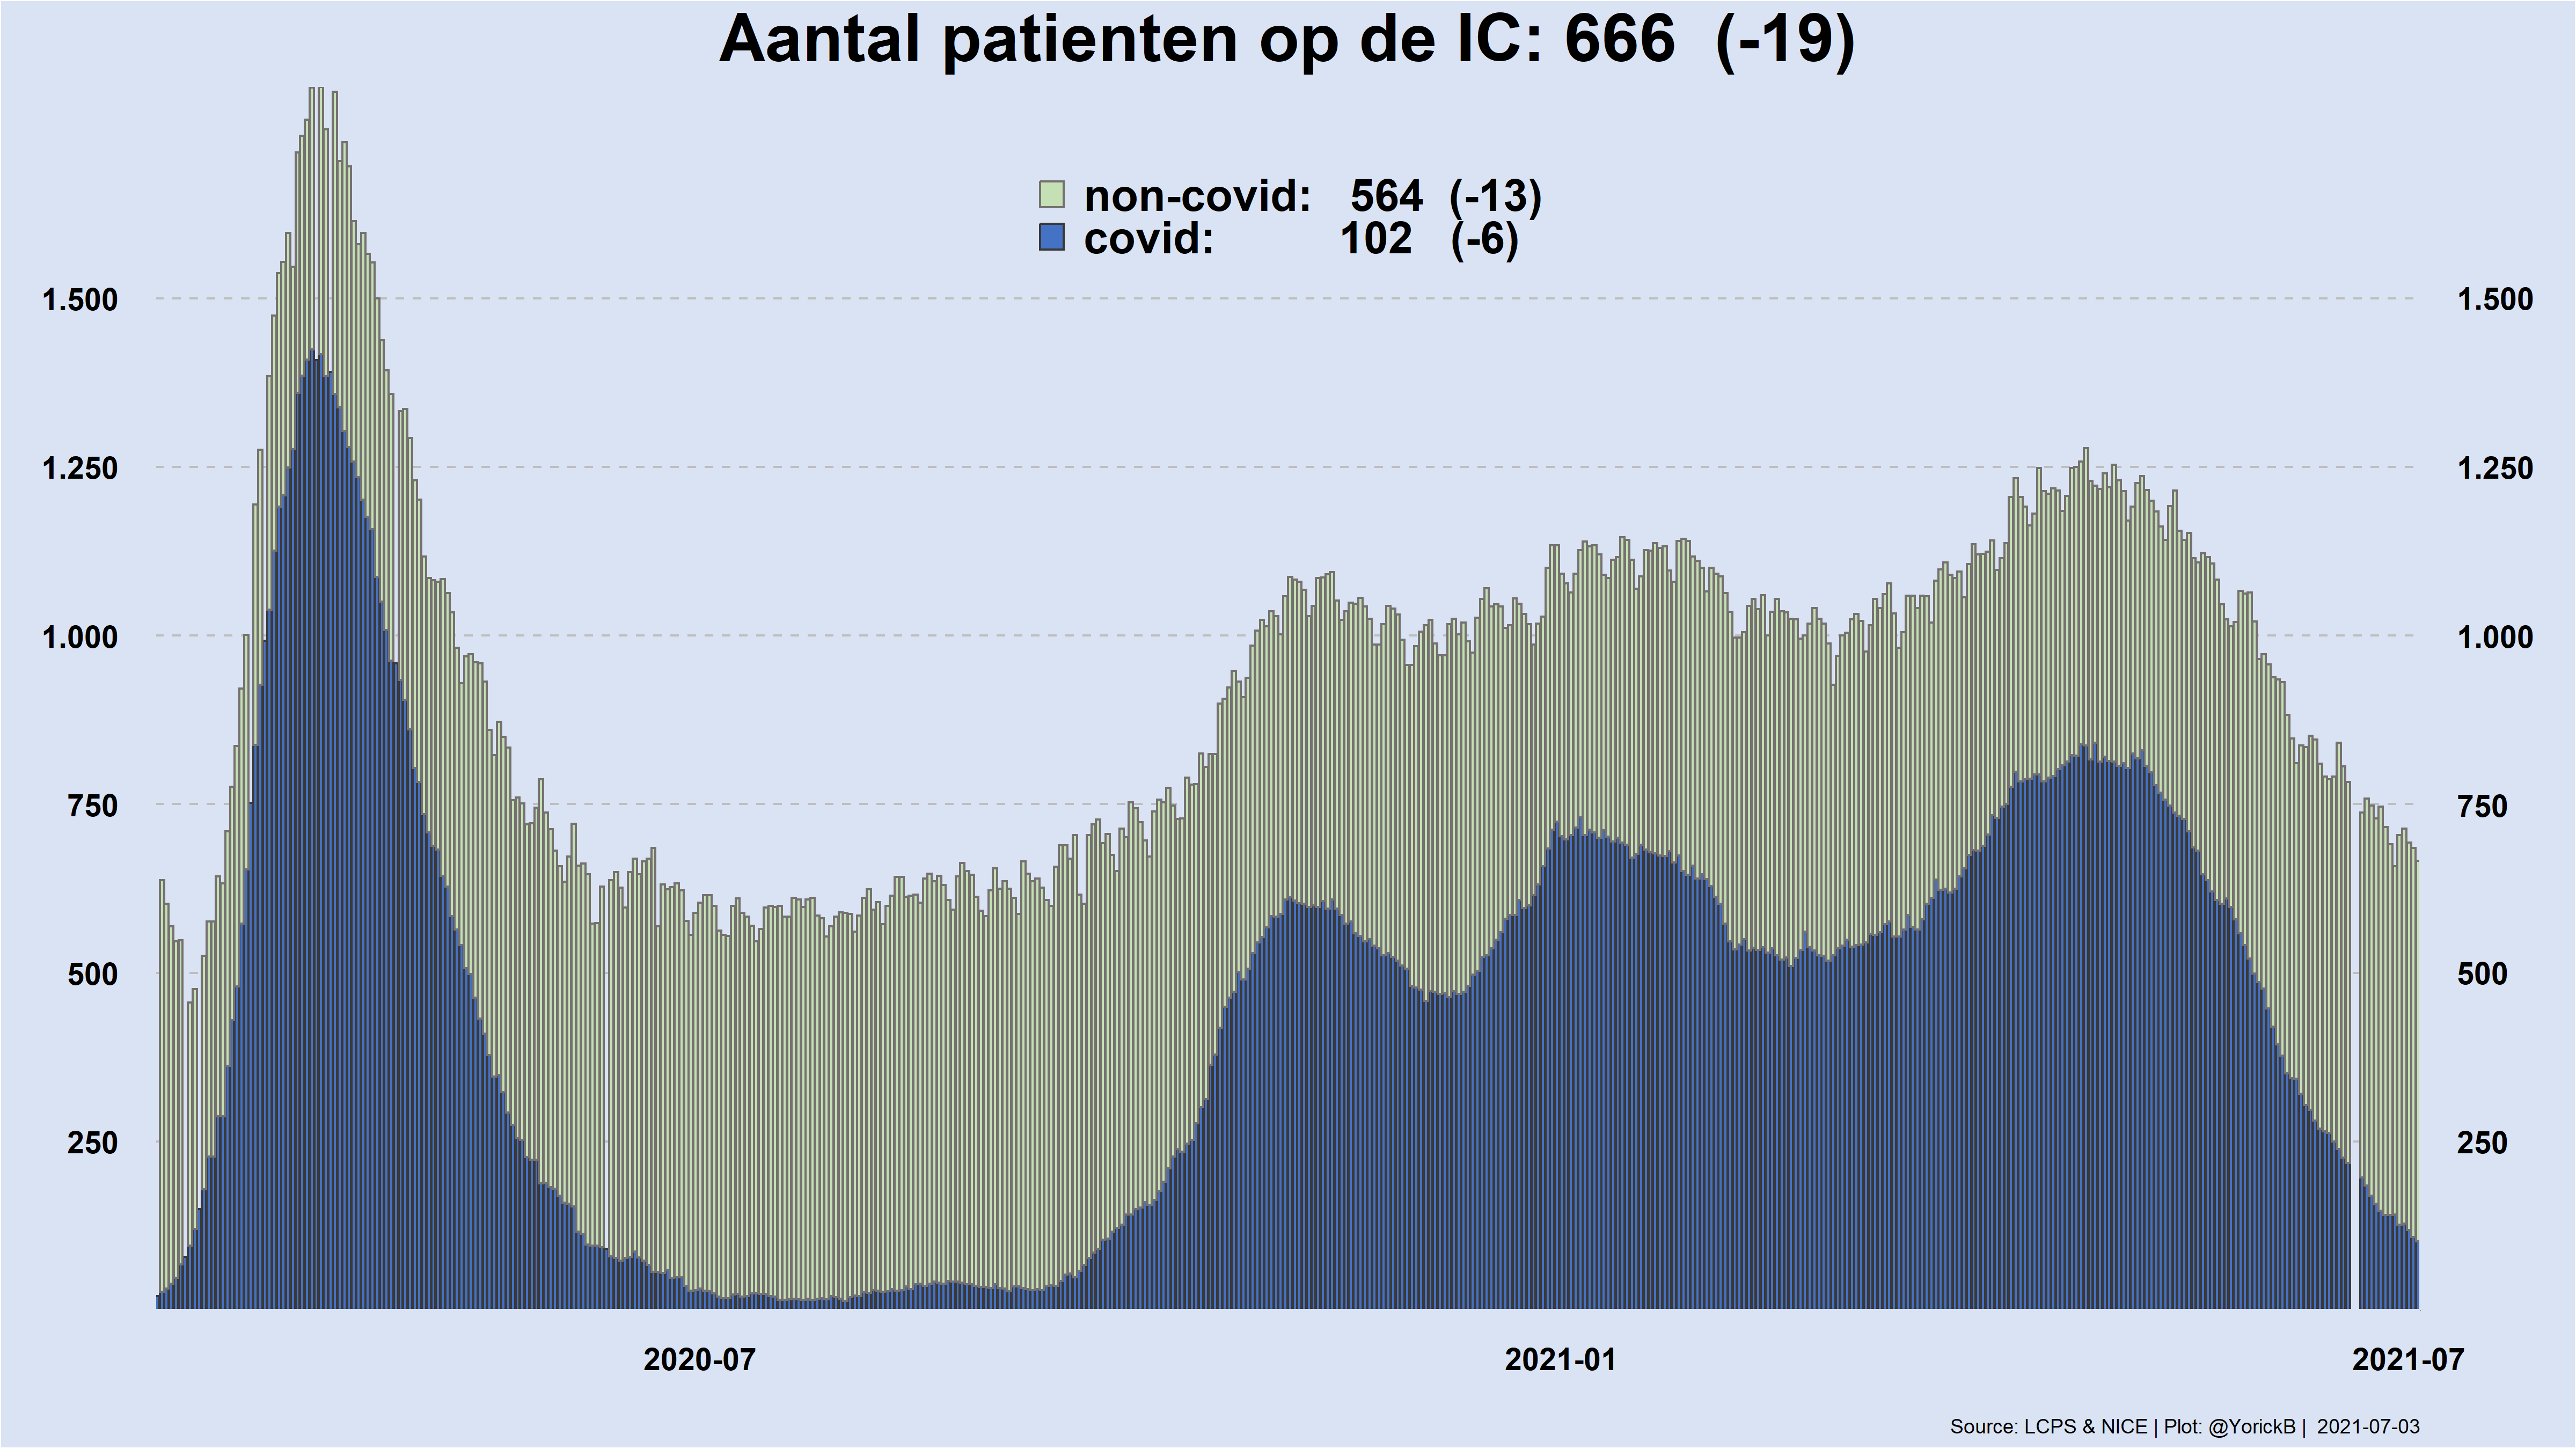 Aantal patienten op de IC: 666 (-19)
non-covid: 564 (-13)
covid: 102 (-6)
1.500 1.500
1.250 1.250
1.000 1.000
750 750
500 500
250 250
2020-07 2021-01 2021-07
Source: LCPS & NICE | Plot: @YorickB | 2021-07-03